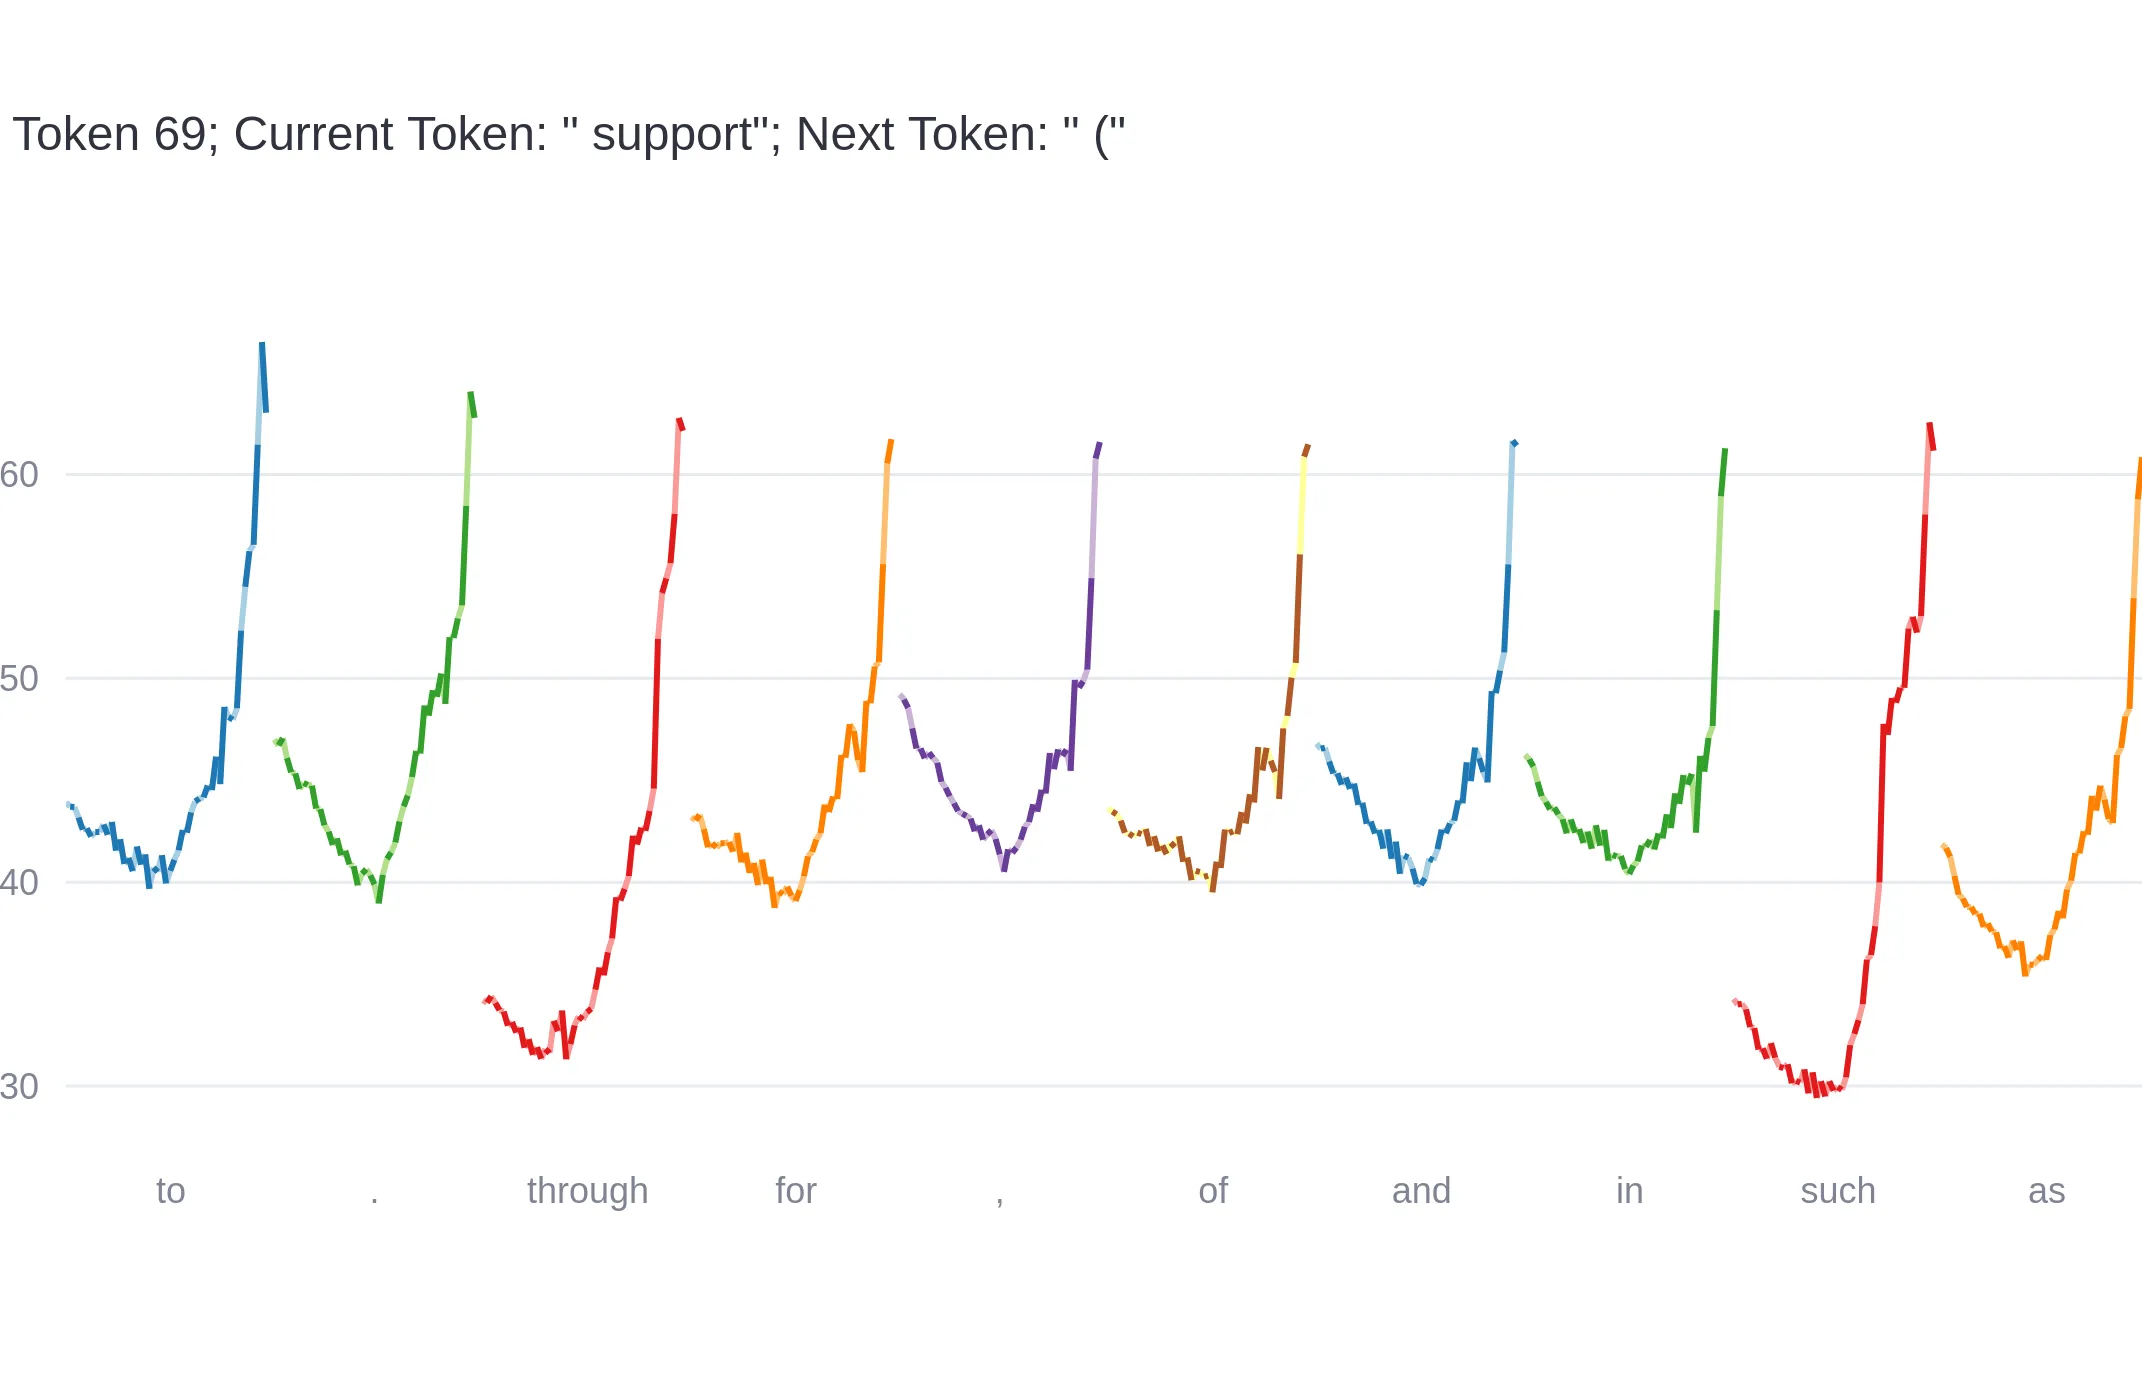 Token 69; Current Token: " support"; Next Token: " ("
60
50
40
30
to . through for , of and in such as